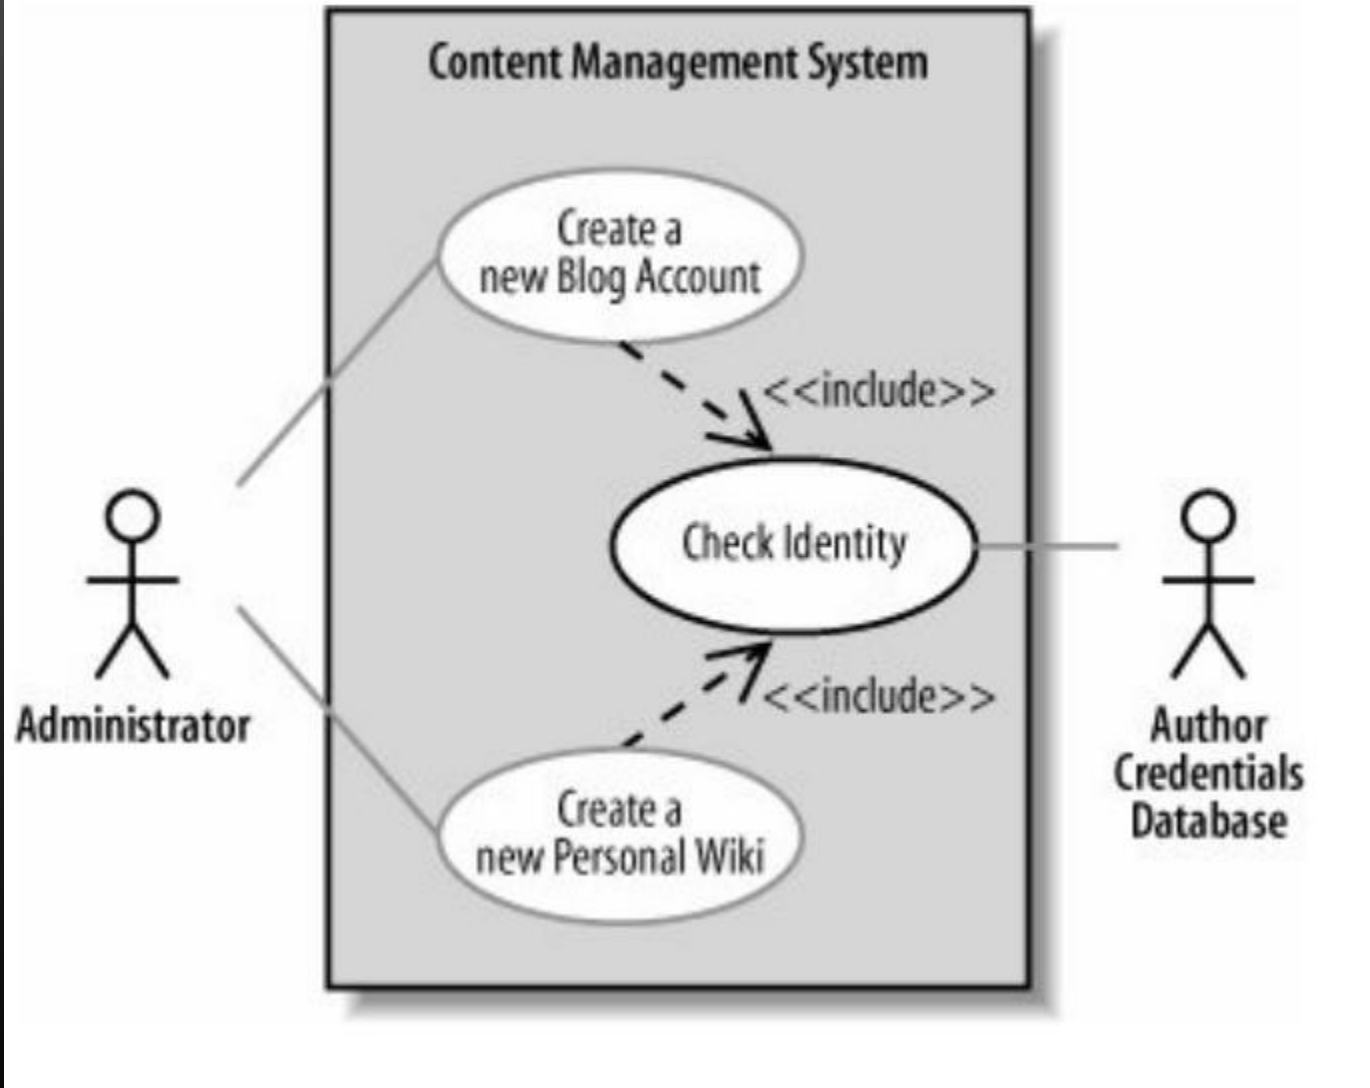 Content Management System
Create a
new Blog Account
<<include>>
Check Identity
<<include>>
Administrator
Author
Credentials
Database
Create a
new Personal Wiki